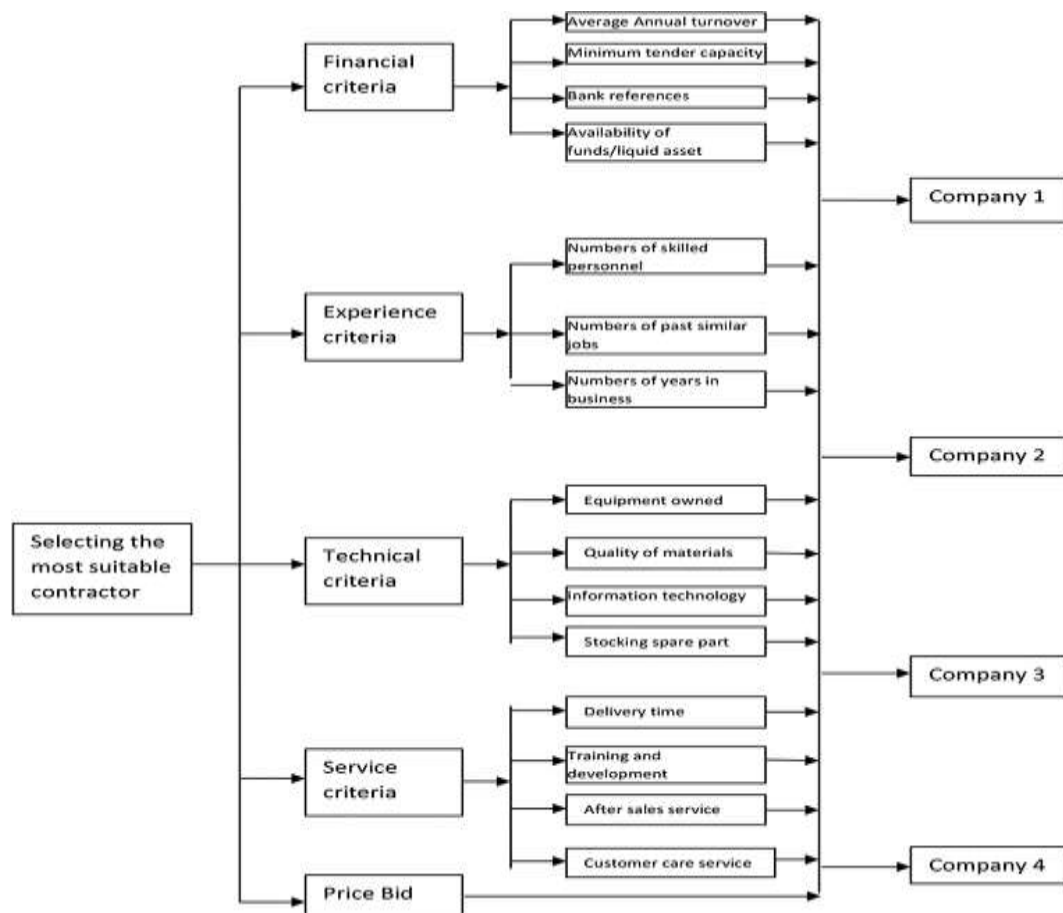 Average Annual turnover
Financial
criteria
Minimum tender capacity
Bank references
Availability of
funds/liquid asset
Company 1
Numbers of skilled
personnel
Experience
criteria
Numbers of past similar
jobs
Numbers of years in
business
Company 2
Equipment owned
Selecting the
most suitable
contractor
Technical
criteria
Quality of materials
information technology
Stocking spare part
Company 3
Delivery time
Service
criteria
Training and
development
After sales service
Customer care service
Company 4
Price Bid